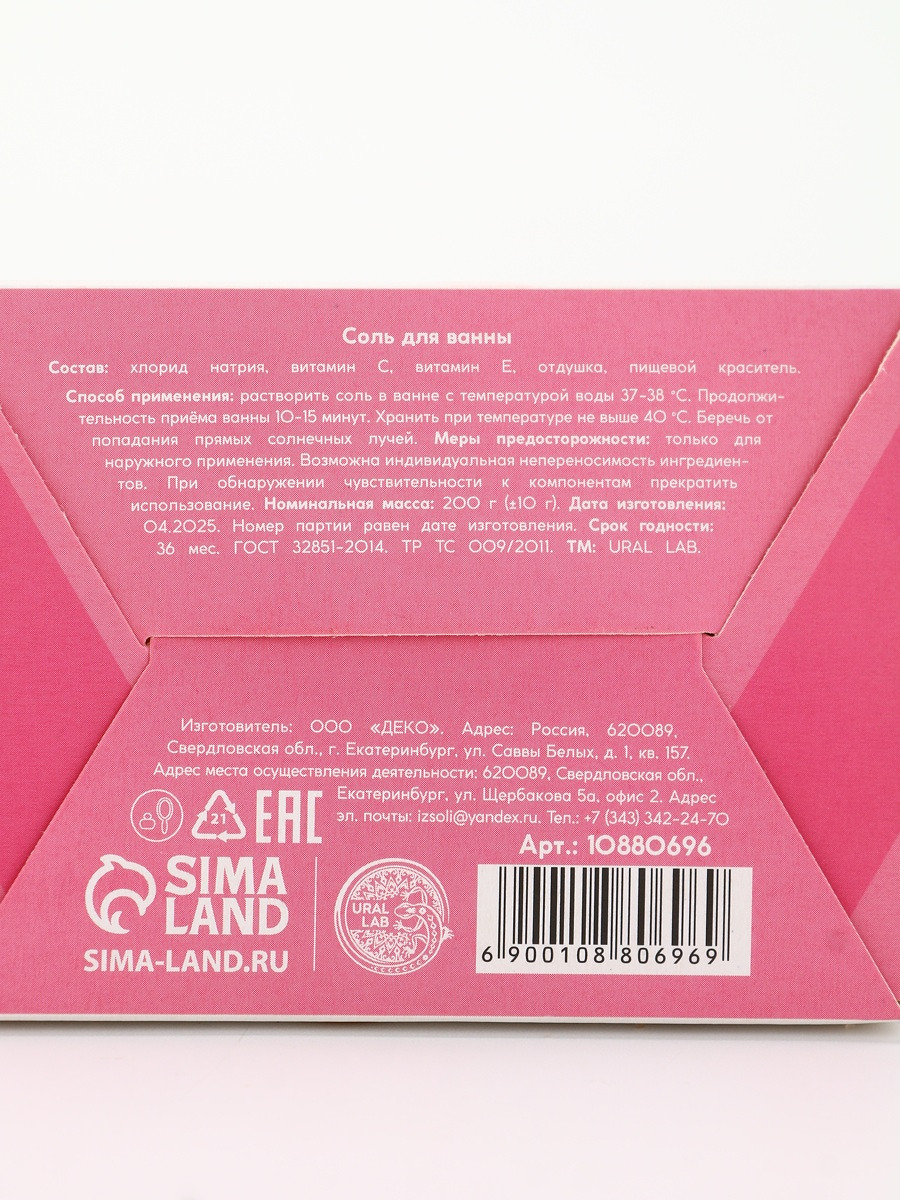 Соль для ванны
Состав: хлорид натрия, витамин С, витамин Е, отдушка, пищевой краситель.
Способ применения: растворить соль в ванне с температурой воды 37-38 °С. Продолжи-
тельность приёма ванны 10-15 минут. Хранить при температуре не выше 40 °С. Беречь от
попадания прямых солнечных лучей. Меры предосторожности: только для
наружного применения. Возможна индивидуальная непереносимость ингредиен-
тов. При обнаружении чувствительности к компонентам прекратить
использование. Номинальная масса: 200 г (±10 г). Дата изготовления:
04.2025. Номер партии равен дате изготовления. Срок годности:
36 мес. ГОСТ 32851-2014. ТР ТС 009/2011. ТМ: URAL LAB.
Изготовитель: ООО «ДЕКО». Адрес: Россия, 620089,
Свердловская обл., г. Екатеринбург, ул. Саввы Белых, д. 1, кв. 157.
Адрес места осуществления деятельности: 620089, Свердловская обл.,
Екатеринбург, ул. Щербакова 5а, офис 2. Адрес
эл. почты: izsoli@yandex.ru. Тел.: +7 (343) 342-24-70
21
ЕАС
Арт.: 10880696
SIMA
LAND
SIMA-LAND.RU
URAL
LAB
6 900108 806969